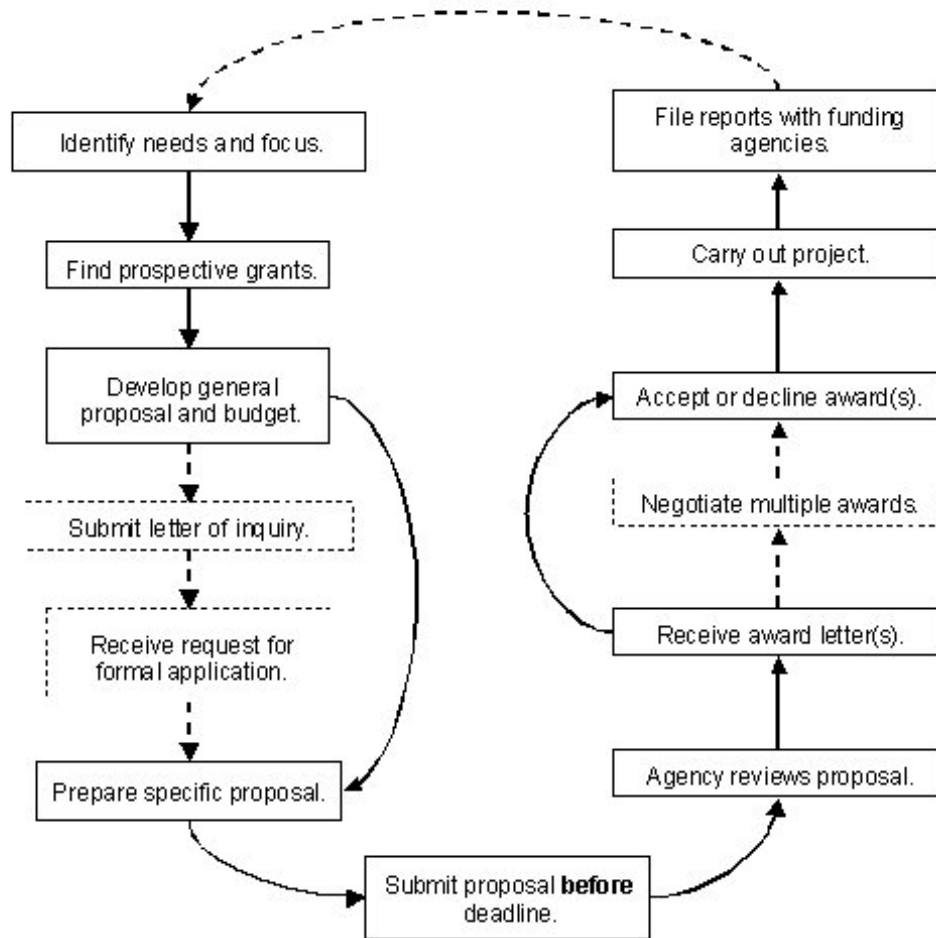 Identify needs and focus.
Find prospective grants.
Develop general
proposal and budget.
Submit letter of inquiry.
Receive request for
formal application.
Prepare specific proposal.
Submit proposal before
deadline.
Agency reviews proposal.
Receive award letter(s).
Negotiate multiple awards.
Accept or decline award(s).
Carry out project.
File reports with funding
agencies.